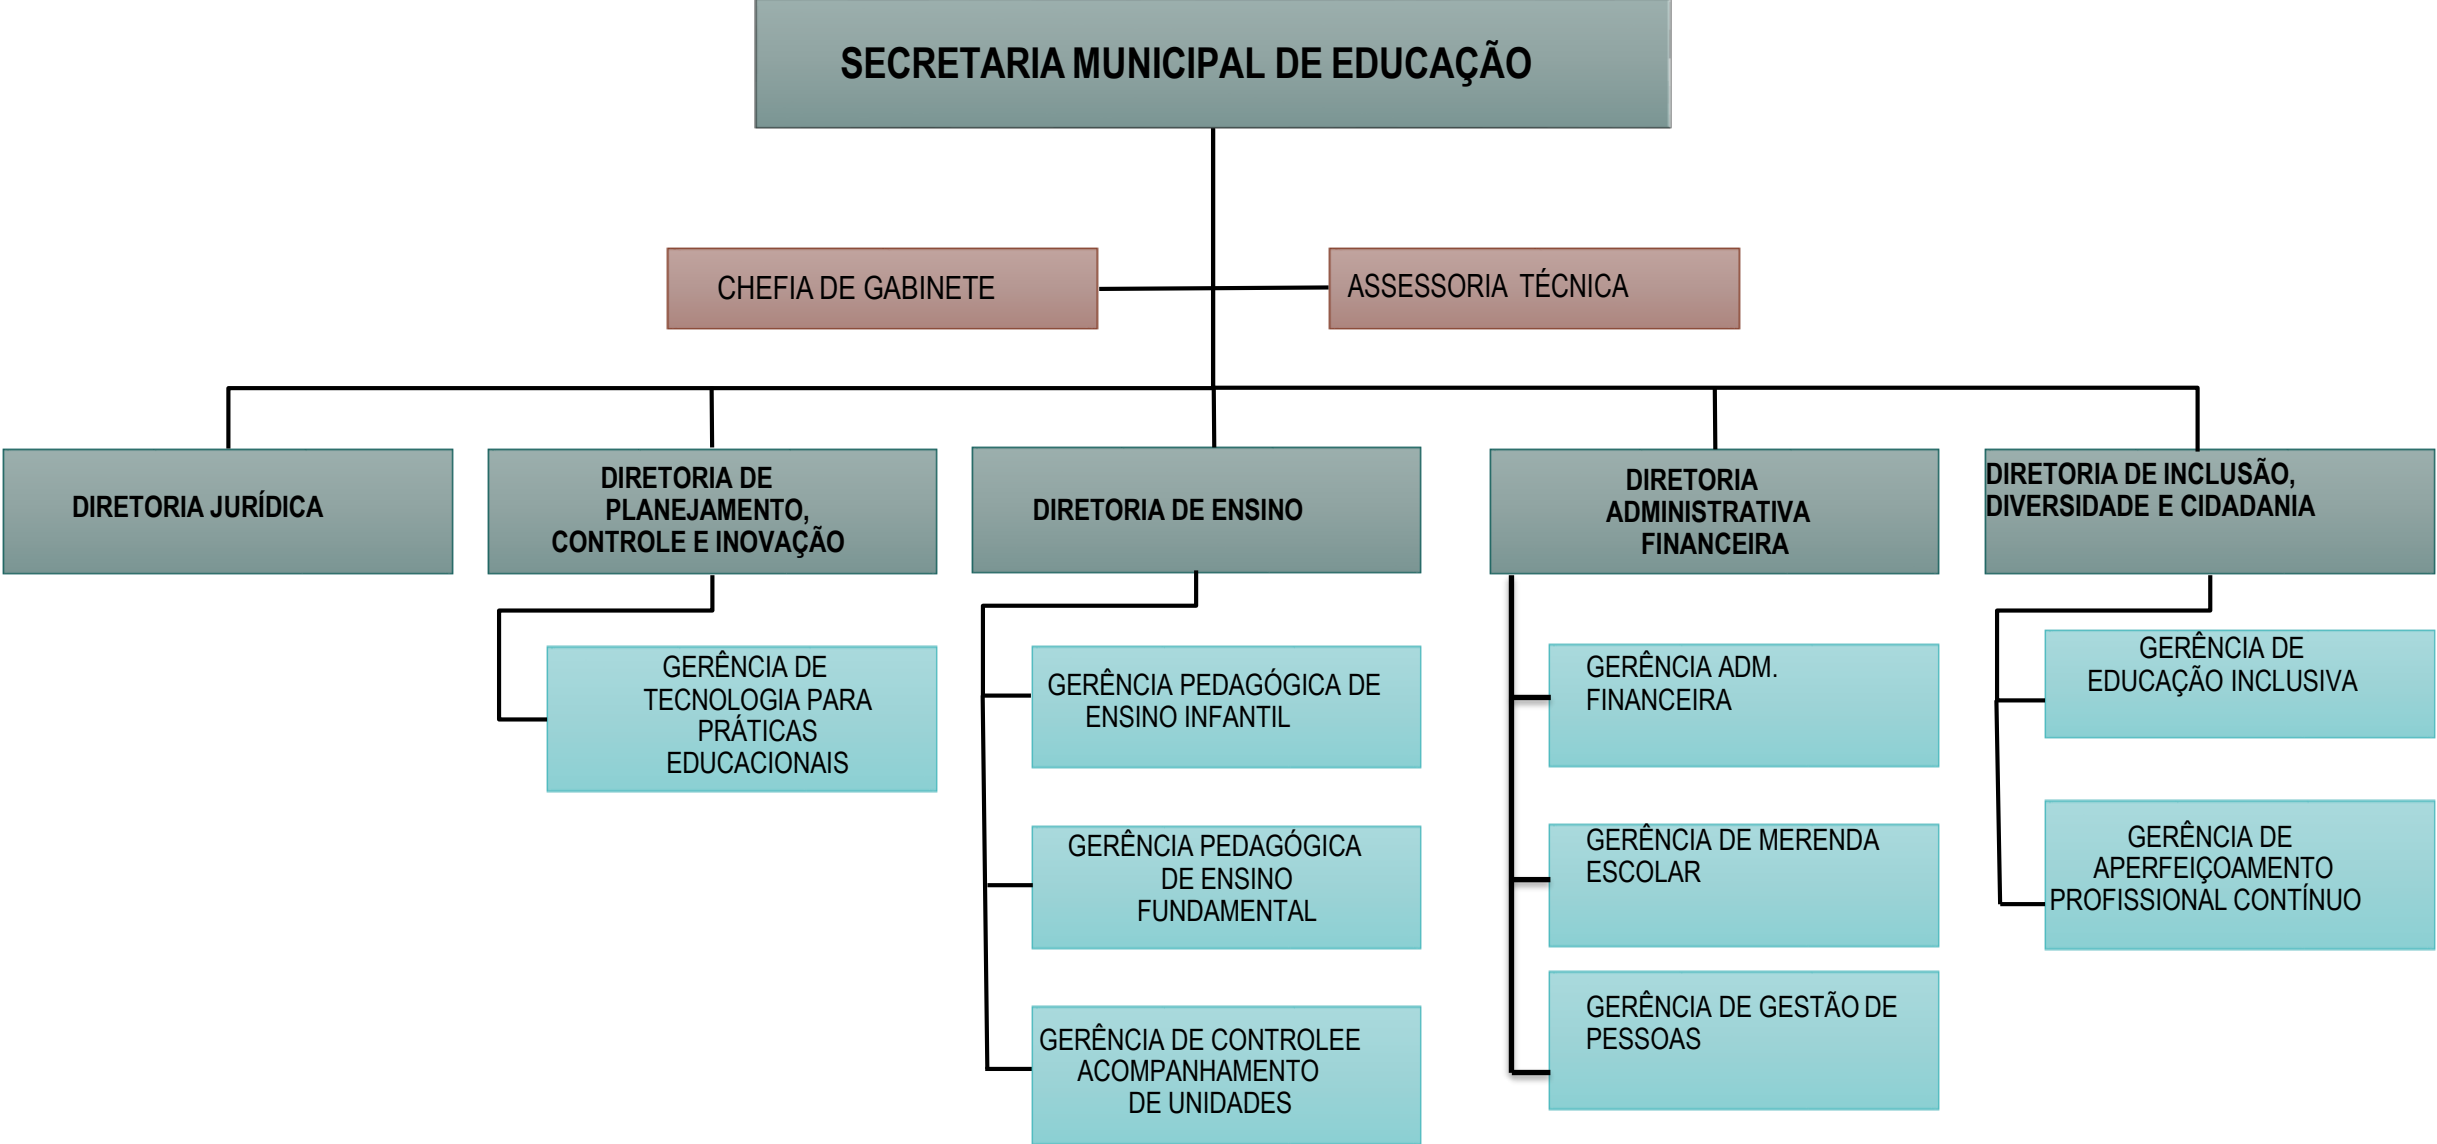 SECRETARIA MUNICIPAL DE EDUCAÇÃO
CHEFIA DE GABINETE
ASSESSORIA TÉCNICA
DIRETORIA JURÍDICA
DIRETORIA DE
PLANEJAMENTO,
CONTROLE E INOVAÇÃO
DIRETORIA DE ENSINO
DIRETORIA
ADMINISTRATIVA
FINANCEIRA
DIRETORIA DE INCLUSÃO,
DIVERSIDADE E CIDADANIA
GERÊNCIA DE
TECNOLOGIA PARA
PRÁTICAS
EDUCACIONAIS
GERÊNCIA PEDAGÓGICA DE
ENSINO INFANTIL
GERÊNCIA PEDAGÓGICA
DE ENSINO
FUNDAMENTAL
GERÊNCIA DE CONTROLEE
ACOMPANHAMENTO
DE UNIDADES
GERÊNCIA ADM.
FINANCEIRA
GERÊNCIA DE MERENDA
ESCOLAR
GERÊNCIA DE GESTÃO DE
PESSOAS
GERÊNCIA DE
EDUCAÇÃO INCLUSIVA
GERÊNCIA DE
APERFEIÇOAMENTO
PROFISSIONAL CONTÍNUO